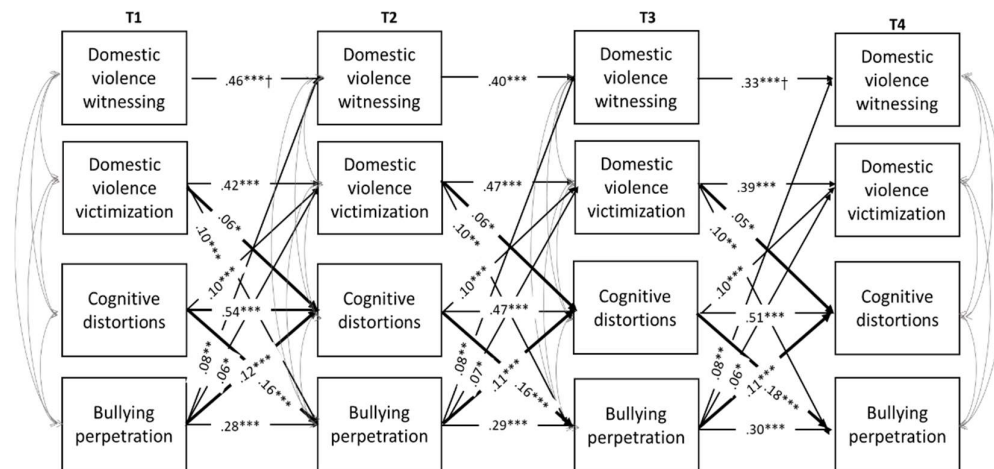 T1
T2
T3
T4
Domestic
violence
witnessing
.46***†
Domestic
violence
witnessing
.40***
Domestic
violence
witnessing
.33***†
Domestic
violence
witnessing
Domestic
violence
victimization
.42***
.06*
.10***
Domestic
violence
victimization
.47***
.06*
.10**
Domestic
violence
victimization
.39***
.05*
.10**
Domestic
violence
victimization
Cognitive
distortions
.10***
.54***
Cognitive
distortions
.10***
.47***
Cognitive
distortions
.10***
.51***
Cognitive
distortions
Bullying
perpetration
.08**
.06*
.12***
.16***
.28***
Bullying
perpetration
.08**
.07*
.11***
.16***
.29***
Bullying
perpetration
.08**
.06*
.11***
.18***
.30***
Bullying
perpetration